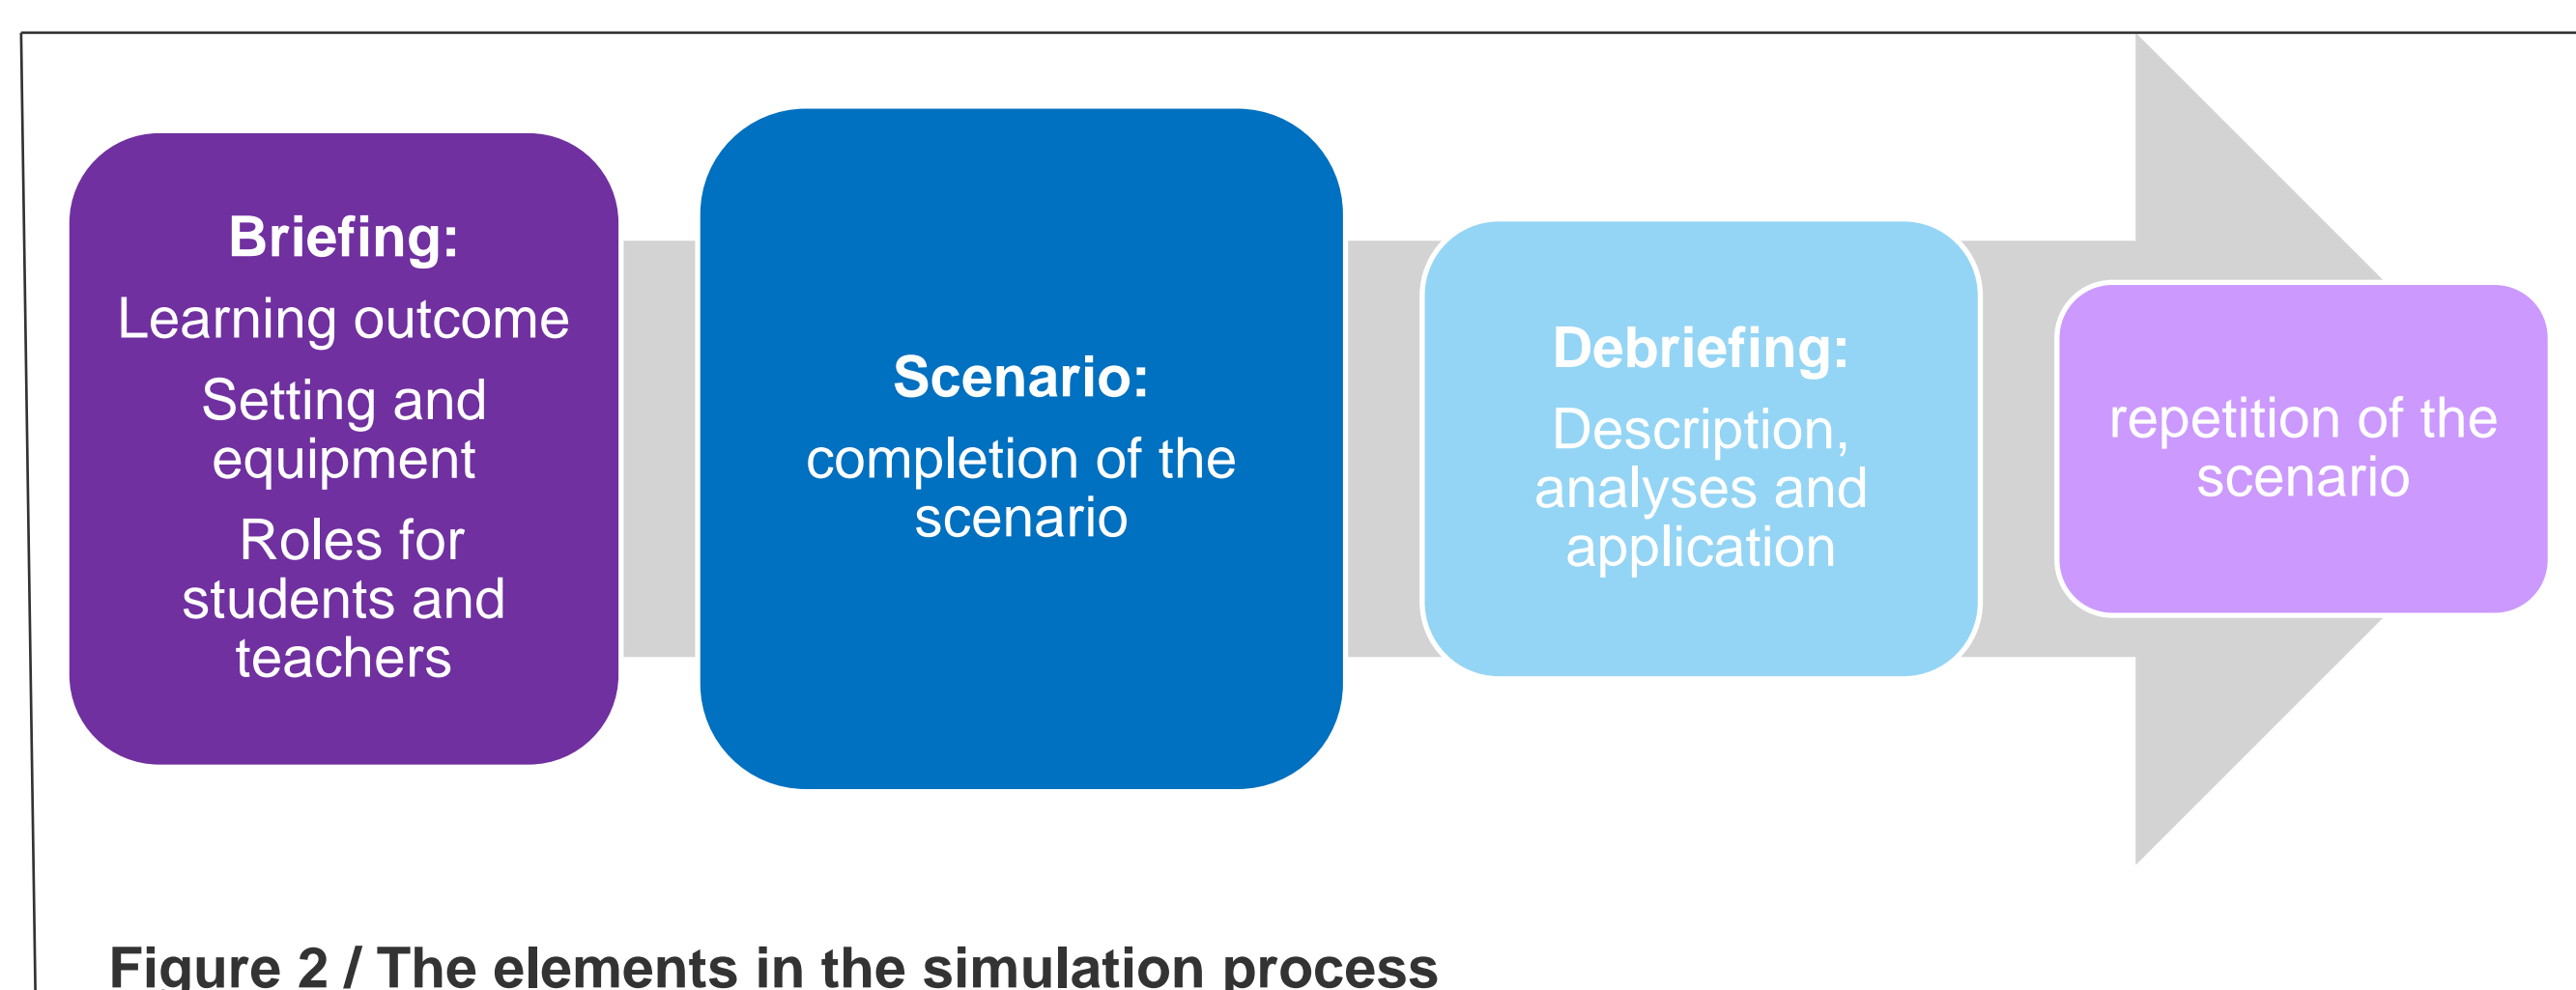 Briefing:
Learning outcome
Setting and
equipment
Roles for
students and
teachers
Scenario:
completion of the
scenario
Debriefing:
Description,
analyses and
application
repetition of the
scenario
Figure 2 / The elements in the simulation process